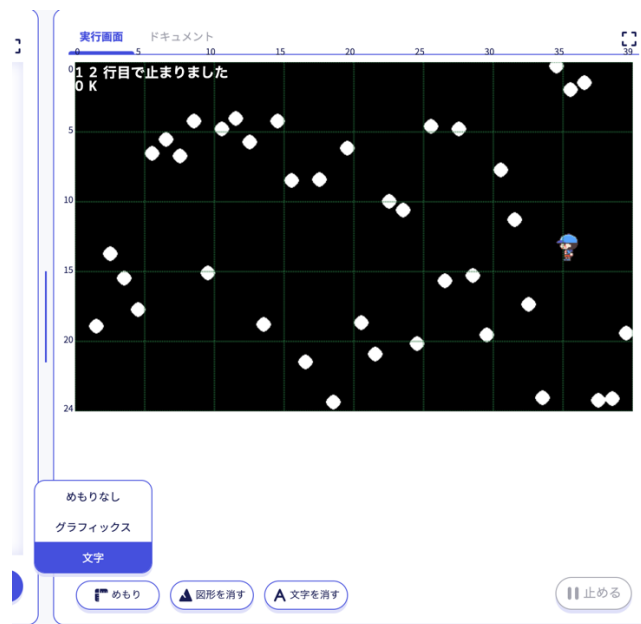 実行画面 ドキュメント
0 5 10 15 20 25 30 35 39
0
１２行目で止まりました
ＯＫ
5
10
15
20
24
めもりなし
グラフィックス
文字
めもり 図形を消す A 文字を消す 止める